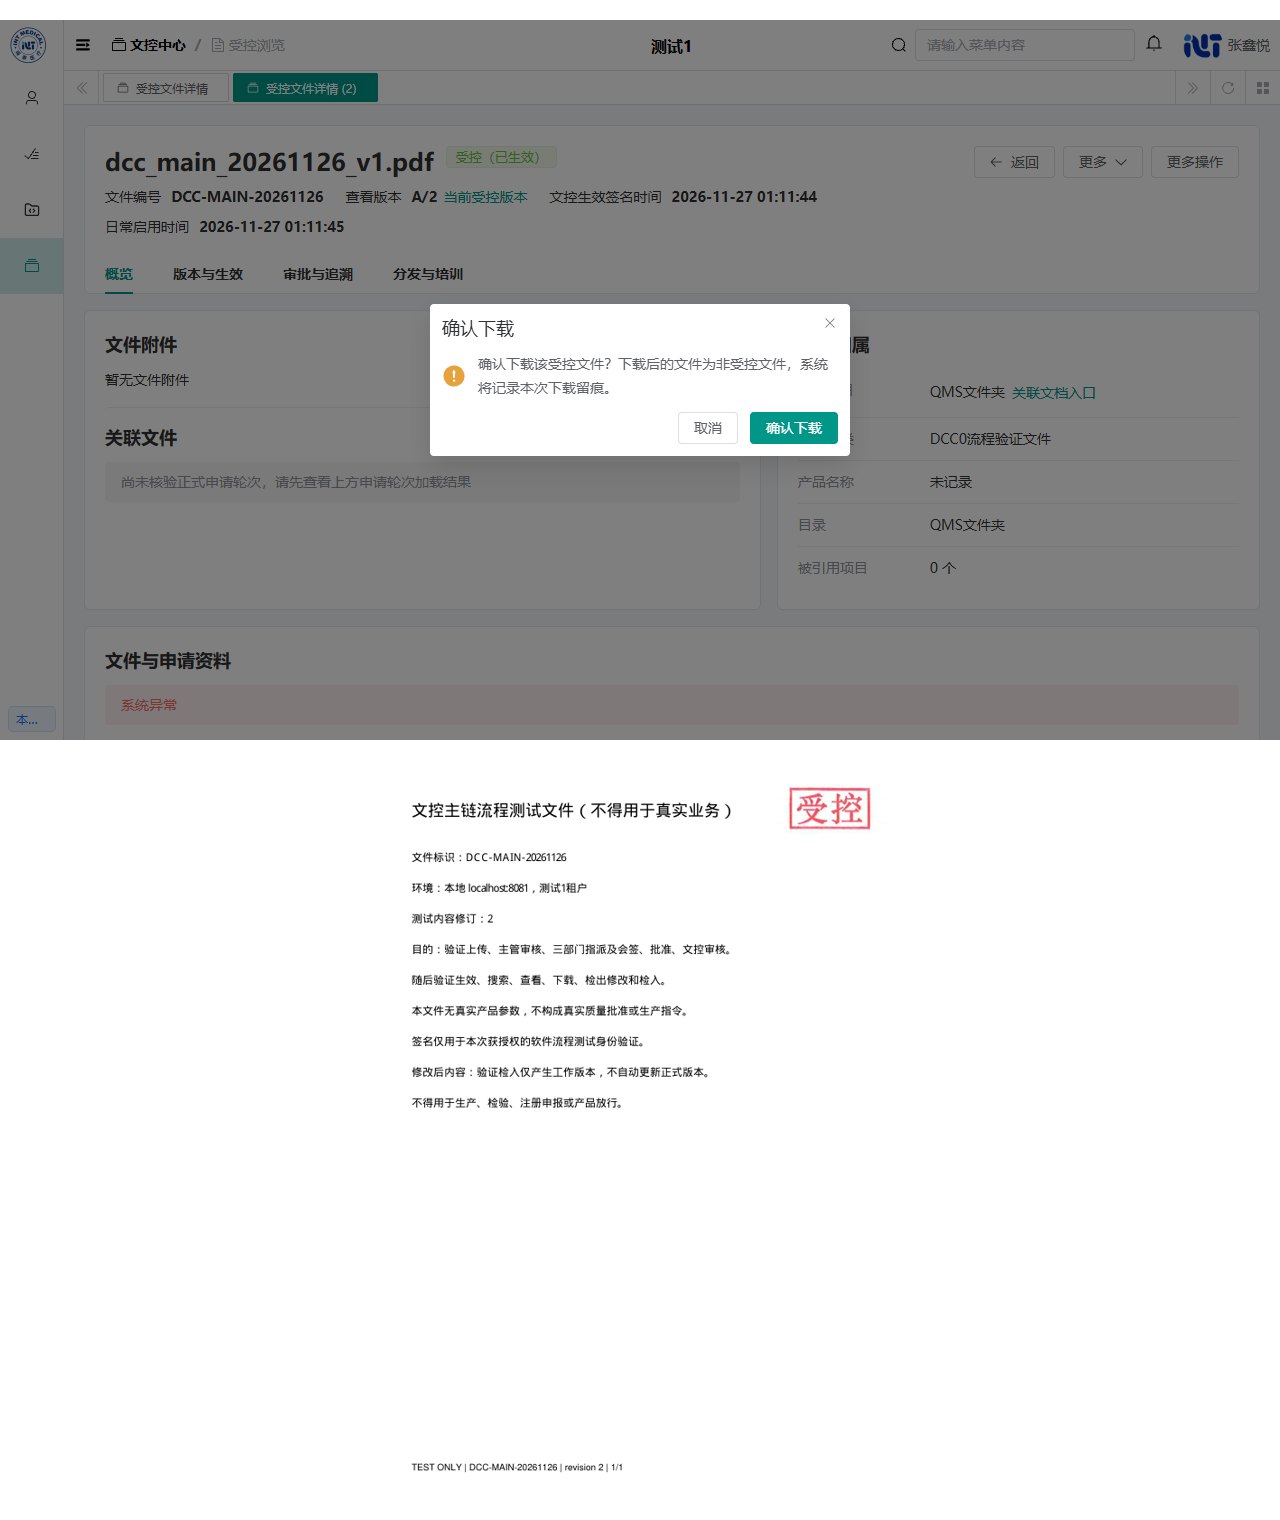 文控中心 / 受控浏览
测试1
请输入菜单内容
张鑫悦
受控文件详情
受控文件详情 (2)
dcc_main_20261126_v1.pdf
受控（已生效）
返回
更多
更多操作
文件编号 DCC-MAIN-20261126 查看版本 A/2 当前受控版本 文控生效签名时间 2026-11-27 01:11:44
日常启用时间 2026-11-27 01:11:45
概览 版本与生效 审批与追溯 分发与培训
确认下载
确认下载该受控文件？下载后的文件为非受控文件，系统
将记录本次下载留痕。
取消
确认下载
文件附件
暂无文件附件
关联文件
尚未核验正式申请轮次，请先查看上方申请轮次加载结果
属
QMS文件夹 关联文档入口
DCC0流程验证文件
产品名称 未记录
目录 QMS文件夹
被引用项目 0 个
文件与申请资料
系统异常
本...
文控主链流程测试文件（不得用于真实业务）
受控
文件标识：DCC-MAIN-20261126
环境：本地 localhost:8081，测试1租户
测试内容修订：2
目的：验证上传、主管审核、三部门指派及会签、批准、文控审核。
随后验证生效、搜索、查看、下载、检出修改和检入。
本文件无真实产品参数，不构成真实质量批准或生产指令。
签名仅用于本次获授权的软件流程测试身份验证。
修改后内容：验证检入仅产生工作版本，不自动更新正式版本。
不得用于生产、检验、注册申报或产品放行。
TEST ONLY | DCC-MAIN-20261126 | revision 2 | 1/1